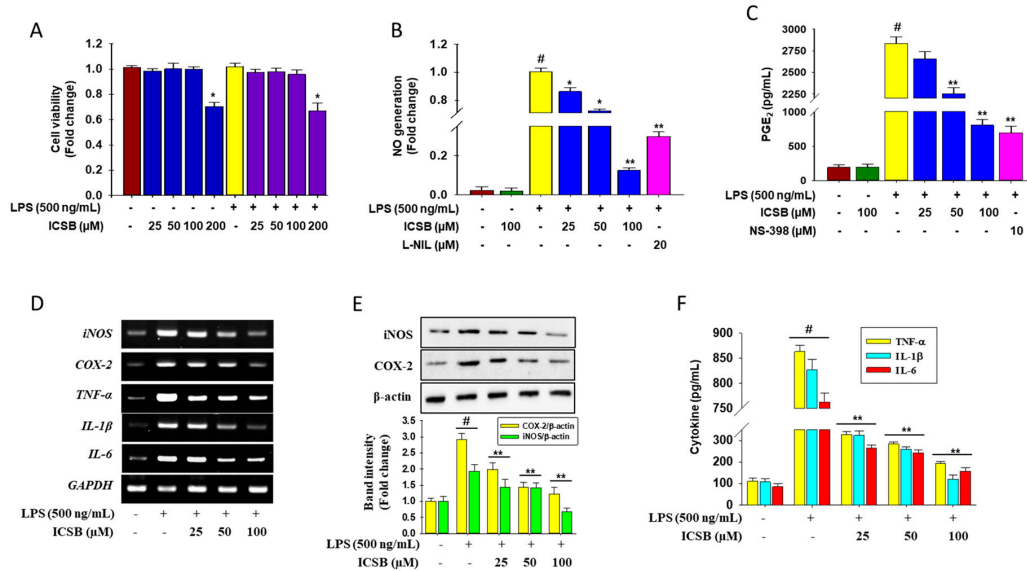 A
Cell viability
(Fold change)
1.2
1.0
0.8
0.6
0.4
0.2
0.0
* *
LPS (500 ng/mL) - - - - - + + + + +
ICSB (µM) - 25 50 100 200 - 25 50 100 200
B
NO generation
(Fold change)
1.0
0.8
0.6
0.2
0.0
# * * ** **
LPS (500 ng/mL) - - + + + + +
ICSB (µM) - 100 - 25 50 100 -
L-NIL (µM) - - - - - - 20
C
PGE2 (pg/mL)
3000
2750
2500
2250
1000
500
0
# ** ** **
LPS (500 ng/mL) - - + + + + +
ICSB (µM) - 100 - 25 50 100 -
NS-398 (µM) - - - - - - 10
D
iNOS
COX-2
TNF-α
IL-1β
IL-6
GAPDH
LPS (500 ng/mL) - + + + +
ICSB (µM) - - 25 50 100
E
iNOS
COX-2
β-actin
Band intensity
(Fold change)
3.5
3.0
2.5
2.0
1.5
1.0
0.5
0.0
COX-2/β-actin
iNOS/β-actin
# ** ** **
LPS (500 ng/mL) - + + + +
ICSB (µM) - - 25 50 100
F
Cytokine (pg/mL)
900
850
800
750
300
200
100
0
TNF-α
IL-1β
IL-6
# ** ** **
LPS (500 ng/mL) - + + + +
ICSB (µM) - - 25 50 100